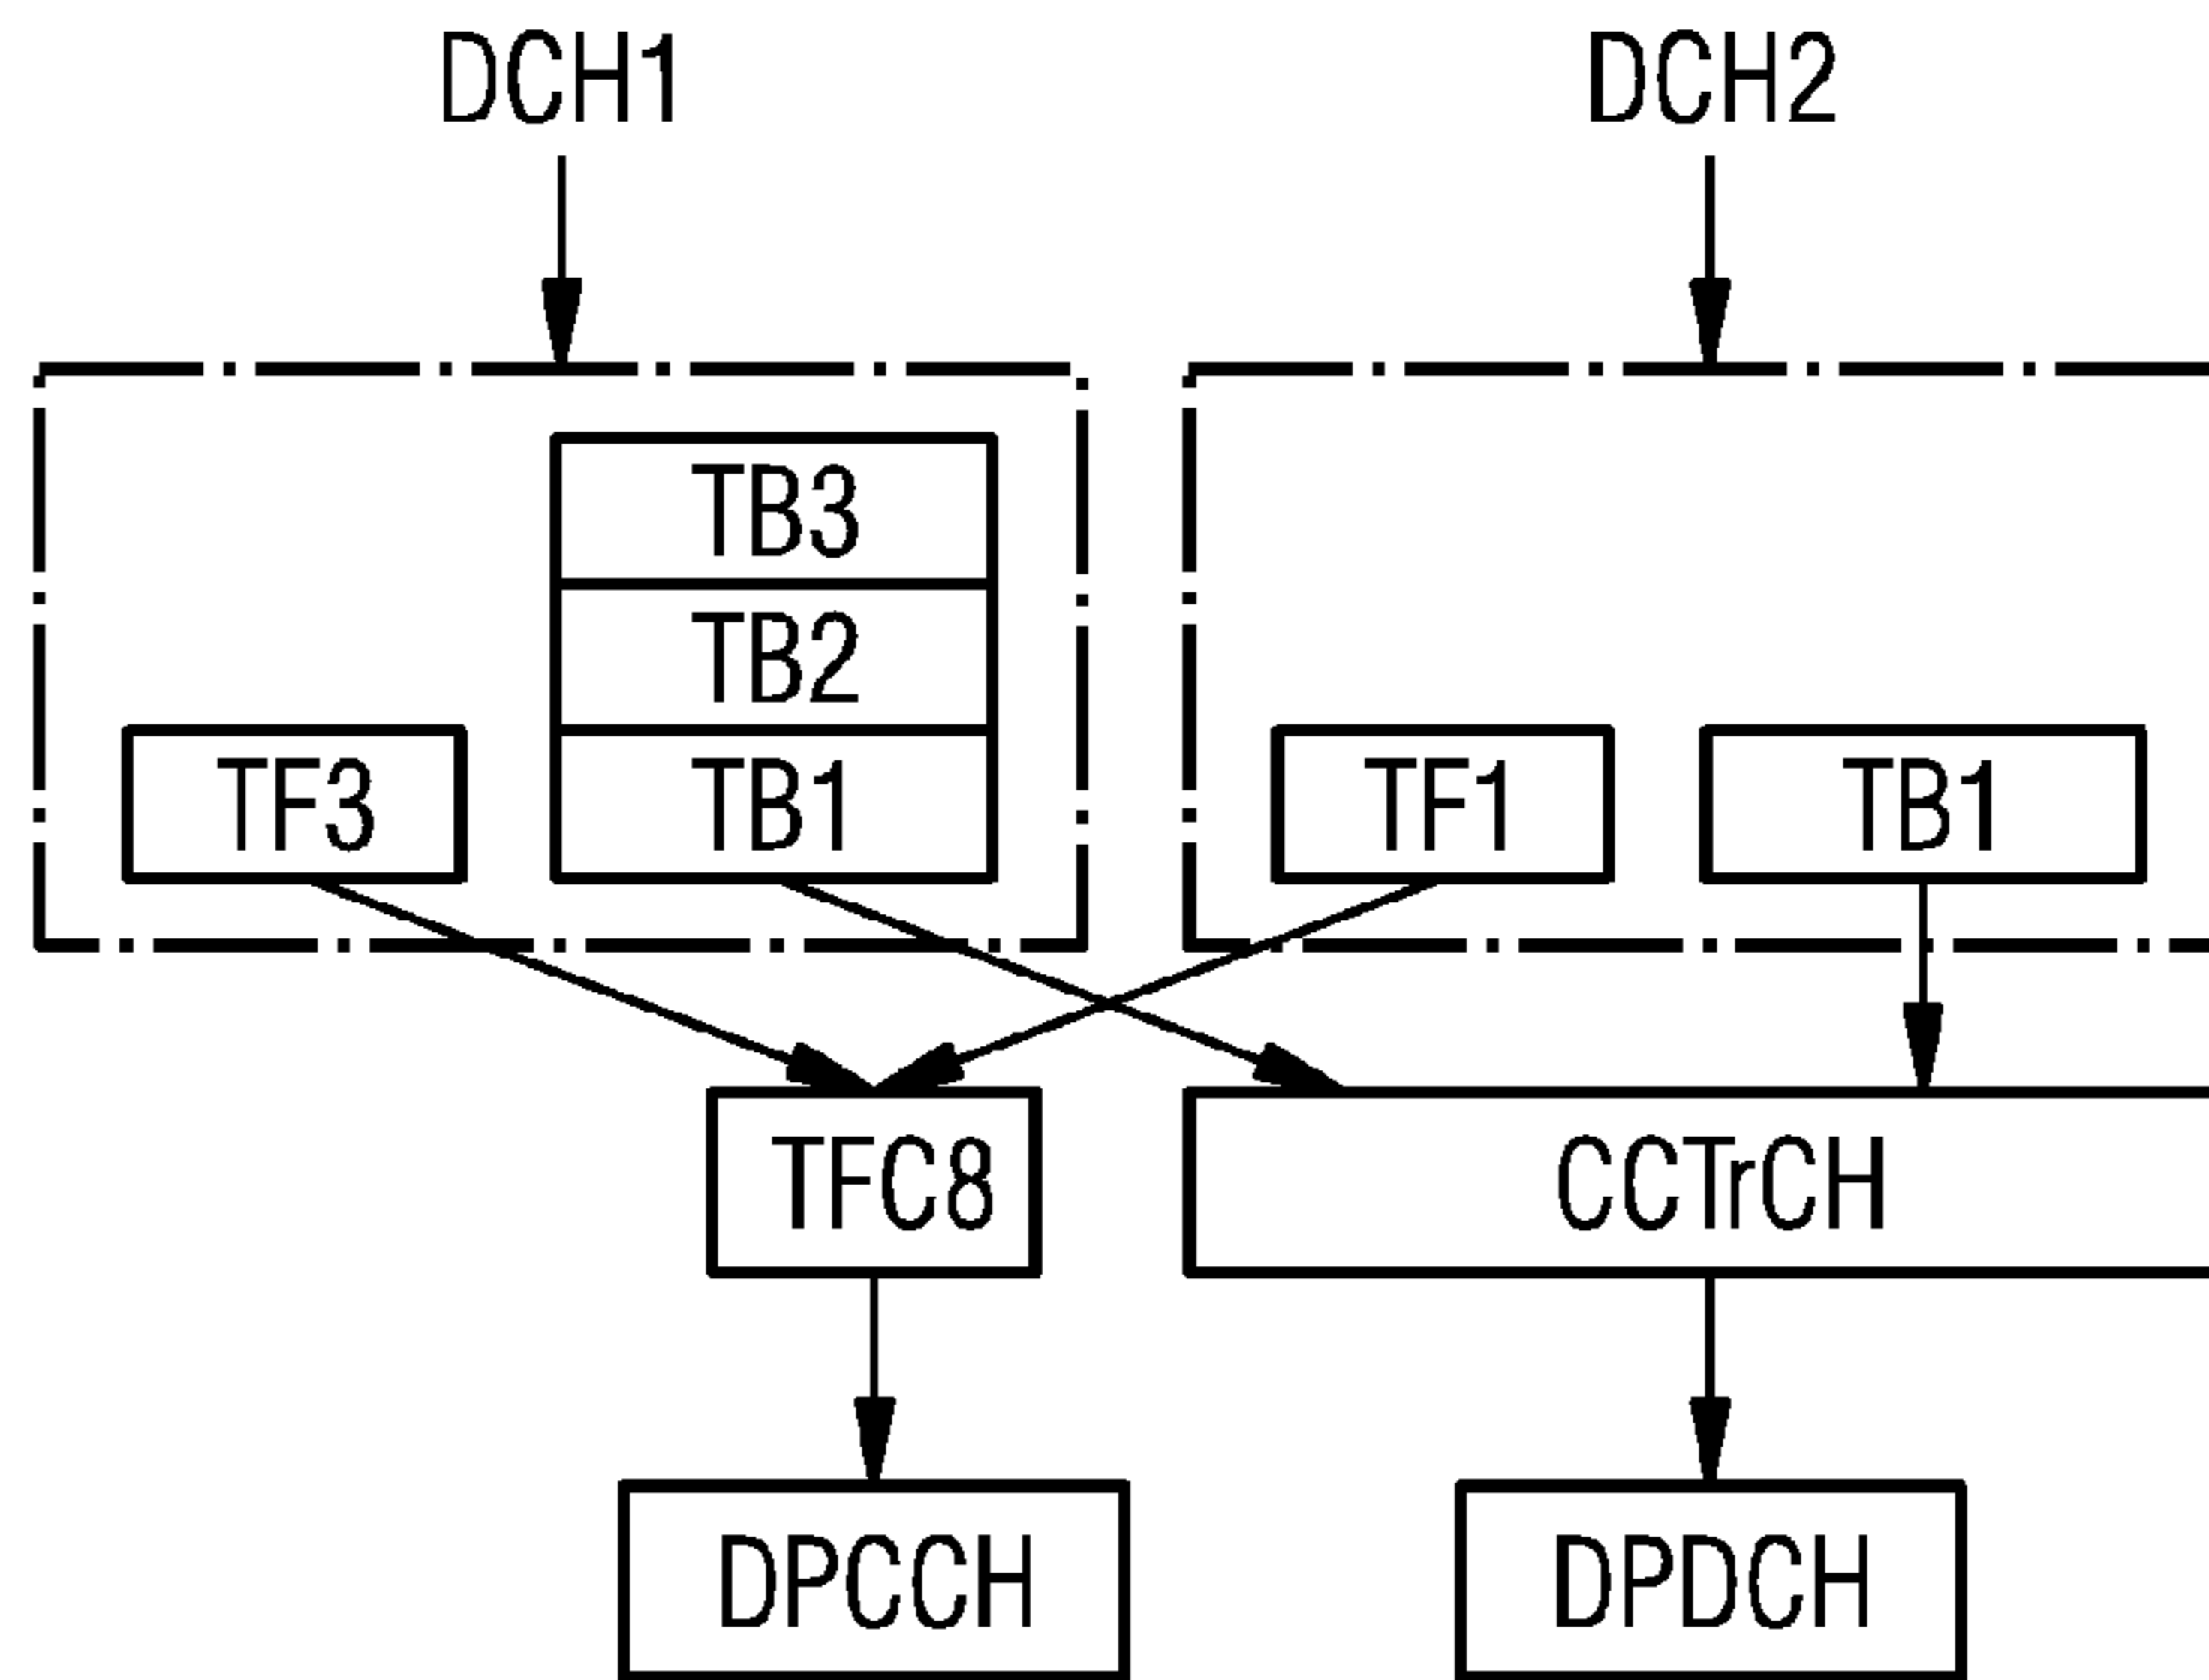 DCH1
DCH2
TB3
TB2
TF3
TB1
TF1
TB1
TFC8
CCTrCH
DPCCH
DPDCH